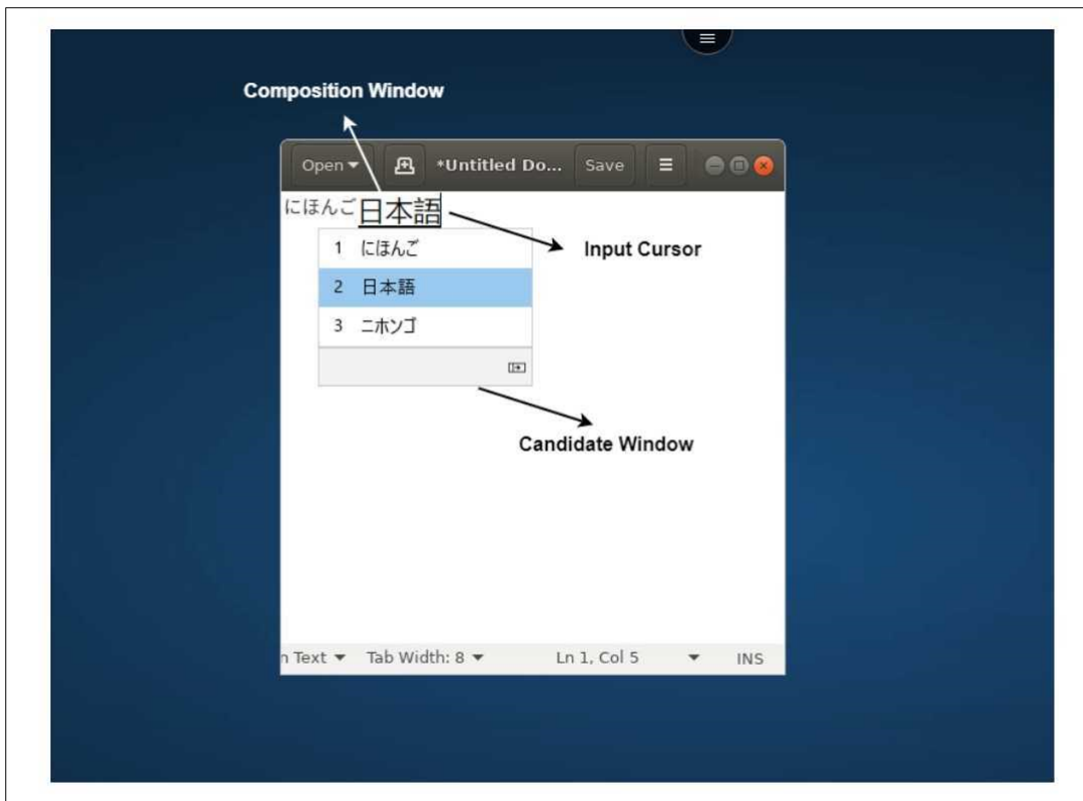 Composition Window
Open *Untitled Do... Save
にほんご日本語
Input Cursor
1 にほんご
2 日本語
3 ニホンゴ
Candidate Window
n Text Tab Width: 8 Ln 1, Col 5 INS